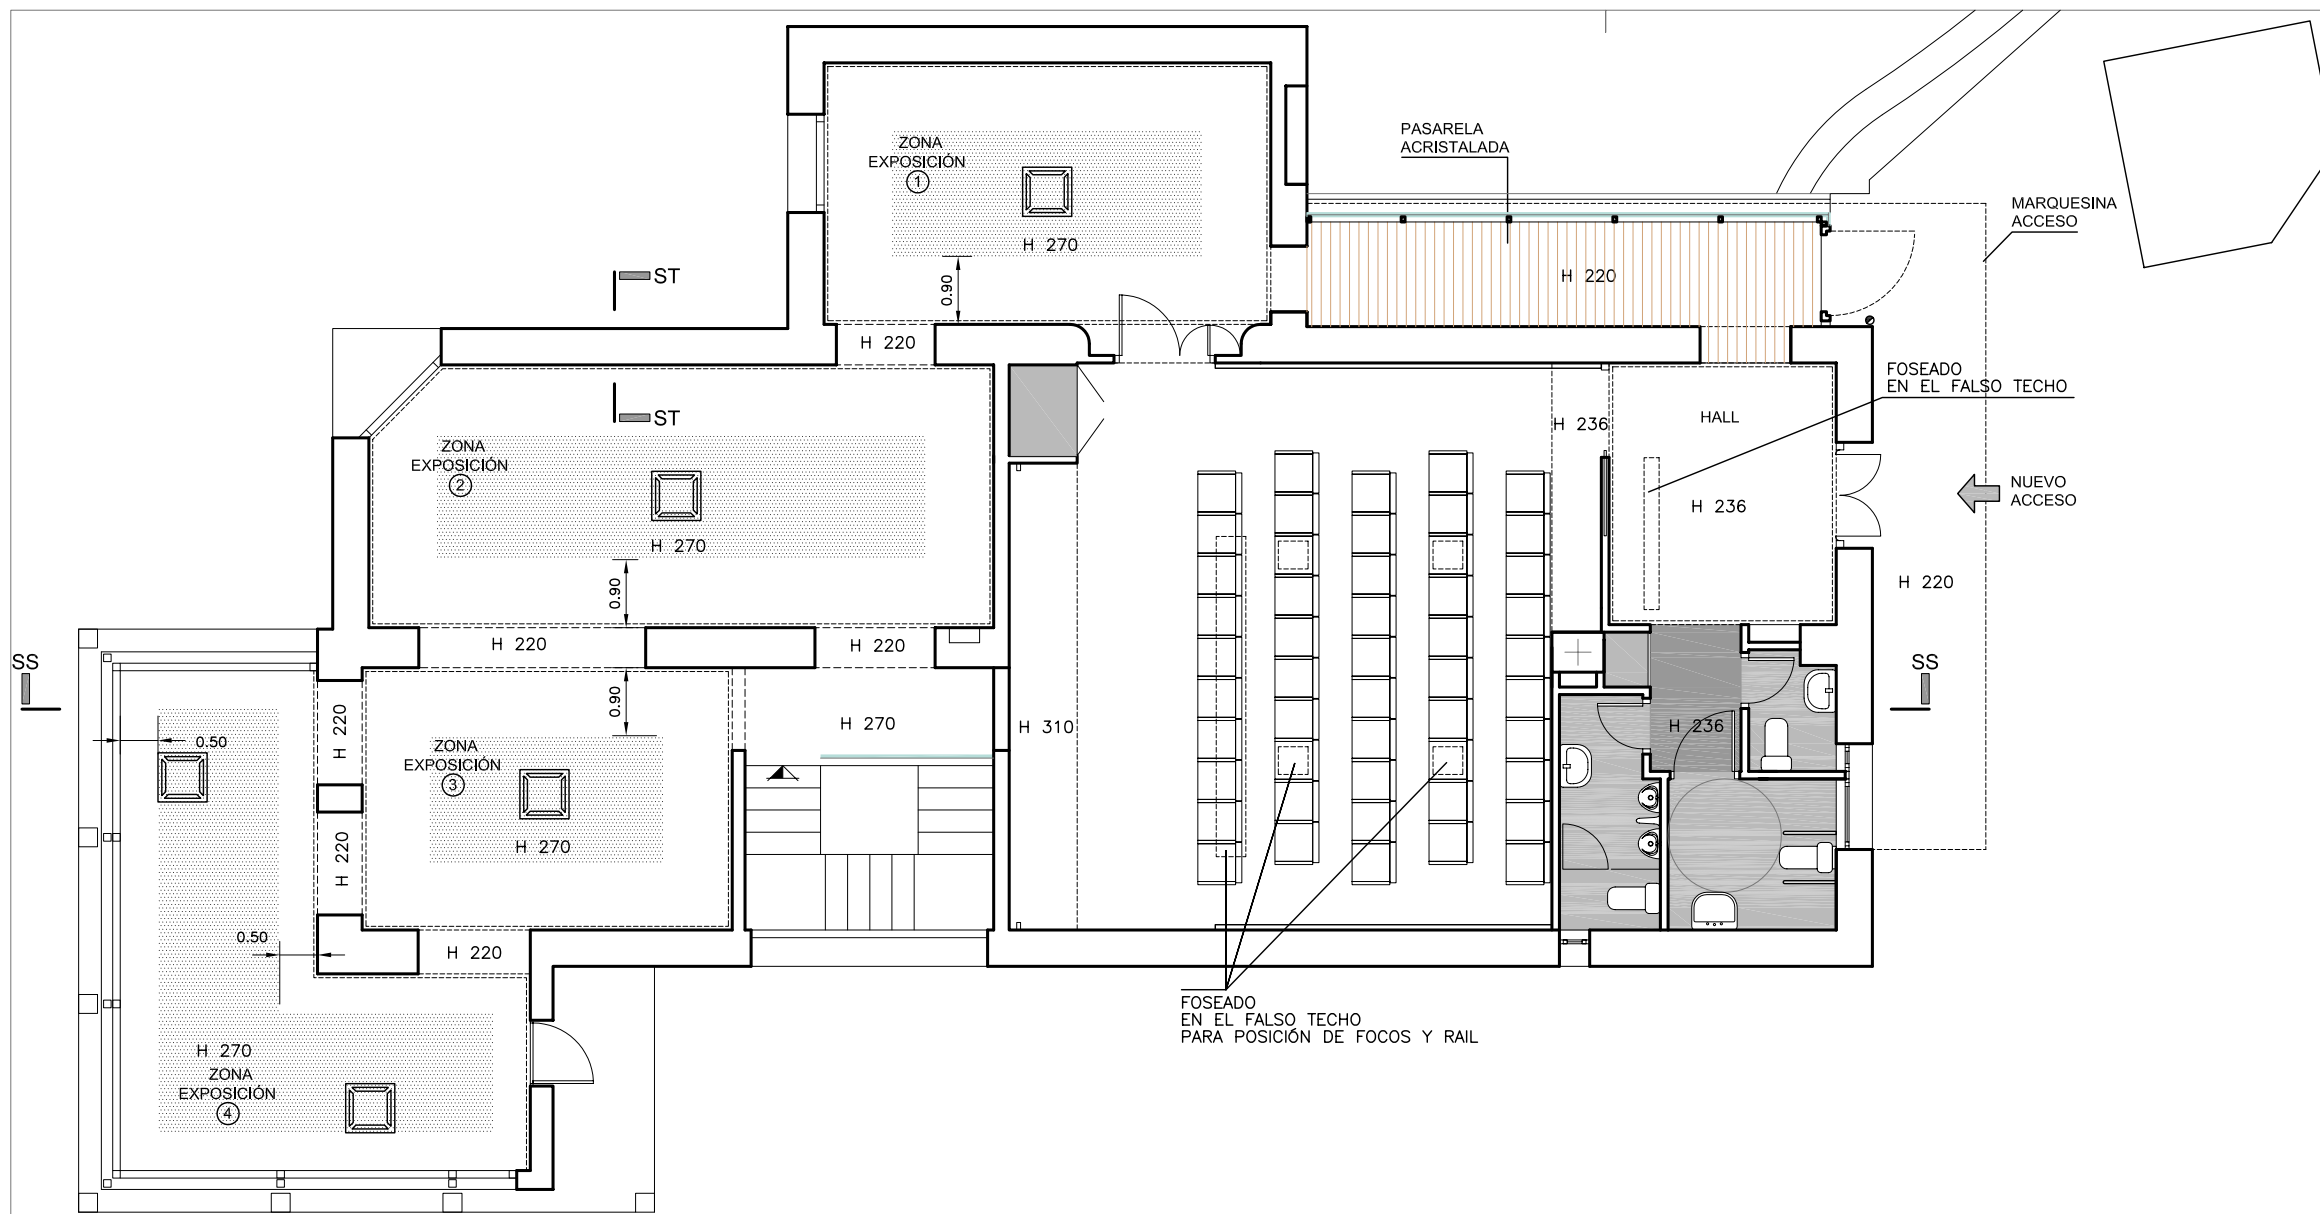 PASARELA
ACRISTALADA
ZONA
EXPOSICIÓN
1
H 270
0.90
MARQUESINA
ACCESO
H 220
ST
H 220
FOSEADO
EN EL FALSO TECHO
ST
HALL
H 236
ZONA
EXPOSICIÓN
2
H 270
0.90
H 236
NUEVO
ACCESO
H 220
H 220
H 220
SS
SS
0.90
H 220
H 270
H 310
H 236
0.50
ZONA
EXPOSICIÓN
3
H 270
H 220
0.50
H 220
FOSEADO
EN EL FALSO TECHO
PARA POSICIÓN DE FOCOS Y RAIL
H 270
ZONA
EXPOSICIÓN
4